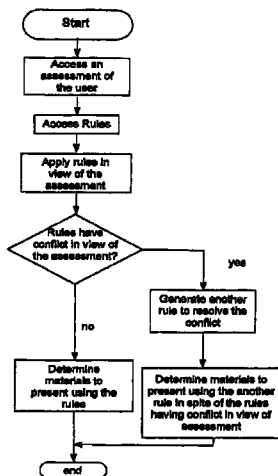 Start
Access an
assessment of
the user
Access Rules
Apply rules in
view of the
assessment
Rules have
conflict in view of
the assessment?
yes
Generate another
rule to resolve the
conflict
no
Determine materials
to present using the
rules
Determine materials to
present using the another
rule in spite of the rules
having conflict in view of
assessment
end